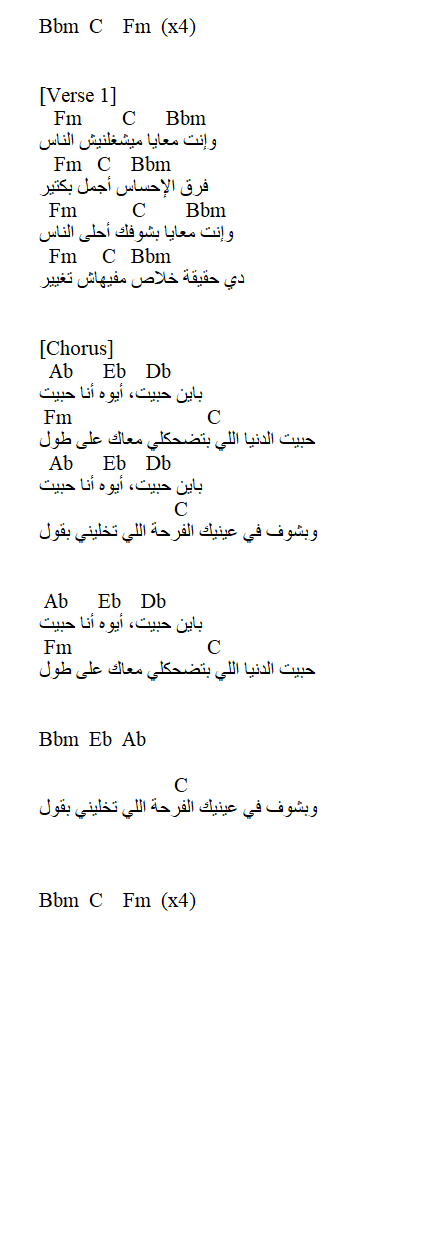 Bbm C Fm (x4)
[Verse 1]
Fm C Bbm
وإنت معايا ميشغلنيش الناس
Fm C Bbm
فرق الإحساس أجمل بكتير
Fm C Bbm
وإنت معايا بشوفك أحلى الناس
Fm C Bbm
دي حقيقة خلاص مفيهاش تغيير
[Chorus]
Ab Eb Db
باين حبيت، أيوه أنا حبيت
Fm C
حبيت الدنيا اللي بتضحكلي معاك على طول
Ab Eb Db
باين حبيت، أيوه أنا حبيت
C
وبشوف في عينيك الفرحة اللي تخليني بقول
Ab Eb Db
باين حبيت، أيوه أنا حبيت
Fm C
حبيت الدنيا اللي بتضحكلي معاك على طول
Bbm Eb Ab
C
وبشوف في عينيك الفرحة اللي تخليني بقول
Bbm C Fm (x4)